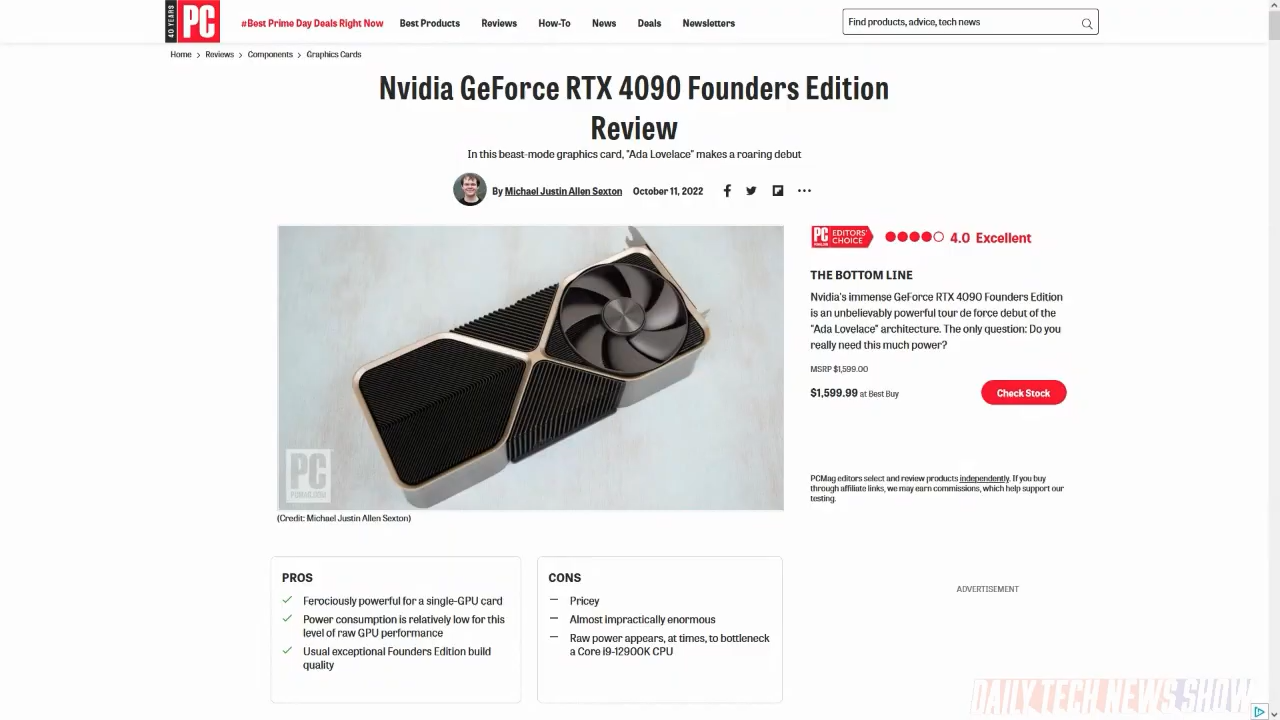 40 YEARS
PC
#Best Prime Day Deals Right Now
Best Products
Reviews
How-To
News
Deals
Newsletters
Find products, advice, tech news
Home > Reviews > Components > Graphics Cards
Nvidia GeForce RTX 4090 Founders Edition
Review
In this beast-mode graphics card, "Ada Lovelace" makes a roaring debut
By Michael Justin Allen Sexton October 11, 2022
PC
EDITORS'
CHOICE
4.0 Excellent
THE BOTTOM LINE
Nvidia's immense GeForce RTX 4090 Founders Edition
is an unbelievably powerful tour de force debut of the
"Ada Lovelace" architecture. The only question: Do you
really need this much power?
MSRP $1,599.00
$1,599.99 at Best Buy
Check Stock
PCMag editors select and review products independently. If you buy
through affiliate links, we may earn commissions, which help support our
testing.
PC
(Credit: Michael Justin Allen Sexton)
PROS
Ferociously powerful for a single-GPU card
Power consumption is relatively low for this
level of raw GPU performance
Usual exceptional Founders Edition build
quality
CONS
Pricey
Almost impractically enormous
Raw power appears, at times, to bottleneck
a Core i9-12900K CPU
ADVERTISEMENT
DAILY TECH NEWS SHOW